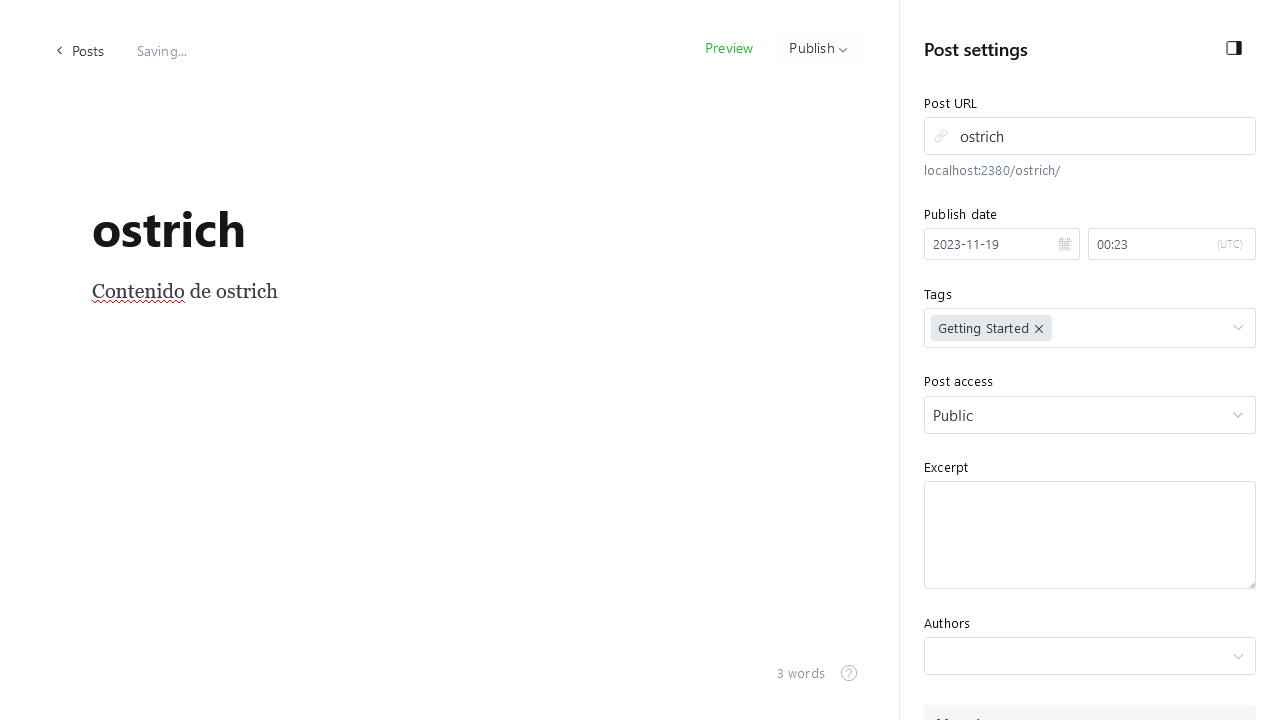 Posts
Saving...
Preview
Publish
ostrich
Contenido de ostrich
3 words
Post settings
Post URL
ostrich
localhost:2380/ostrich/
Publish date
2023-11-19
00:23
(UTC)
Tags
Getting Started
Post access
Public
Excerpt
Authors